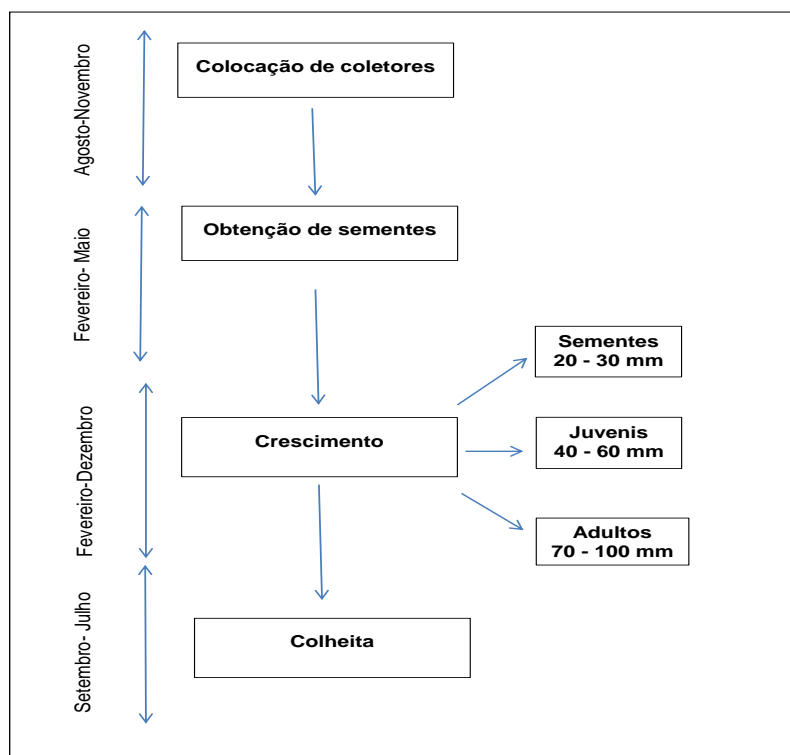 Agosto-Novembro
Colocação de coletores
Fevereiro- Maio
Obtenção de sementes
Sementes
20 - 30 mm
Fevereiro-Dezembro
Crescimento
Juvenis
40 - 60 mm
Adultos
70 - 100 mm
Setembro- Julho
Colheita